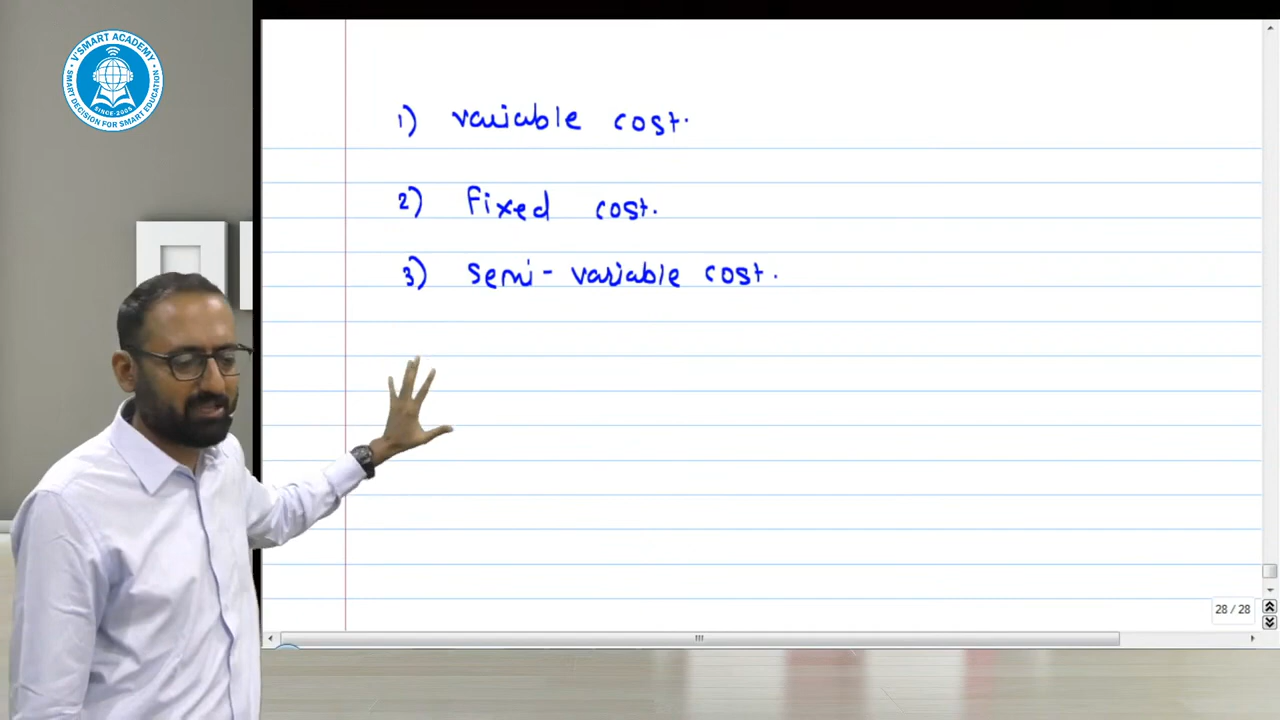 V'SMART ACADEMY
SMART DECISION FOR SMART EDUCATION
SINCE-2005
1) variable cost.
2) Fixed cost.
3) Semi-variable cost.
28 / 28